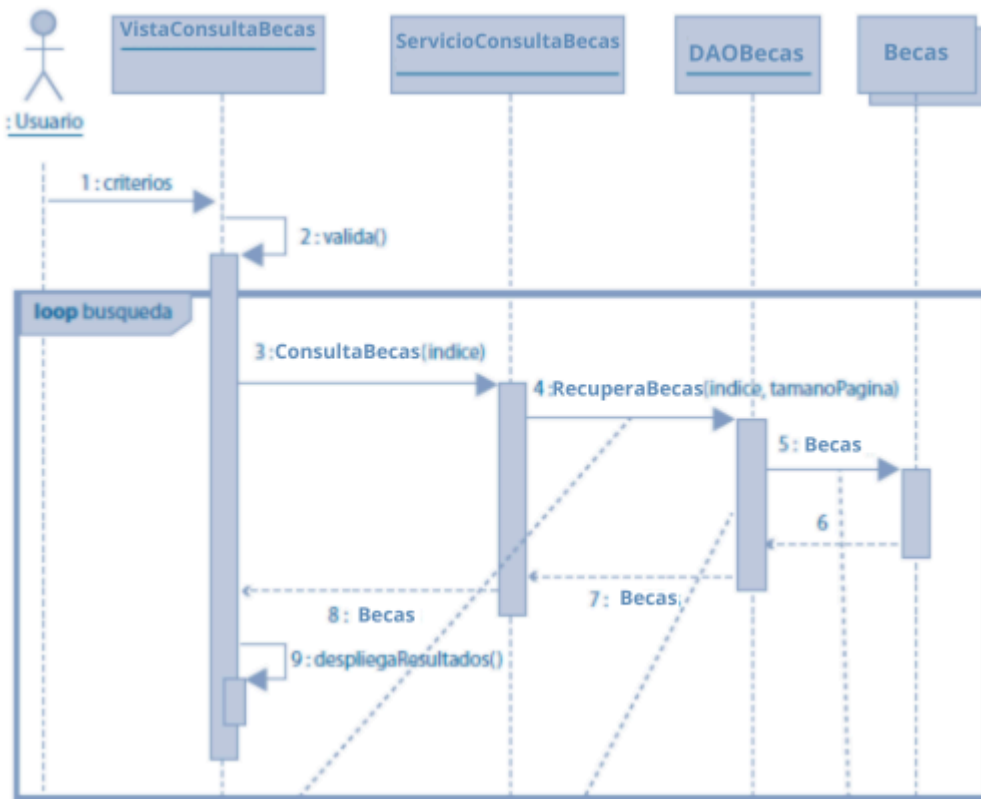 VistaConsultaBecas
ServicioConsultaBecas
DAOBecas
Becas
: Usuario
1 : criterios
2 : valida()
loop busqueda
3 :ConsultaBecas(indice)
4 :RecuperaBecas(indice, tamanoPagina)
5 : Becas
6
7 : Becas
8 : Becas
9 : despliegaResultados()